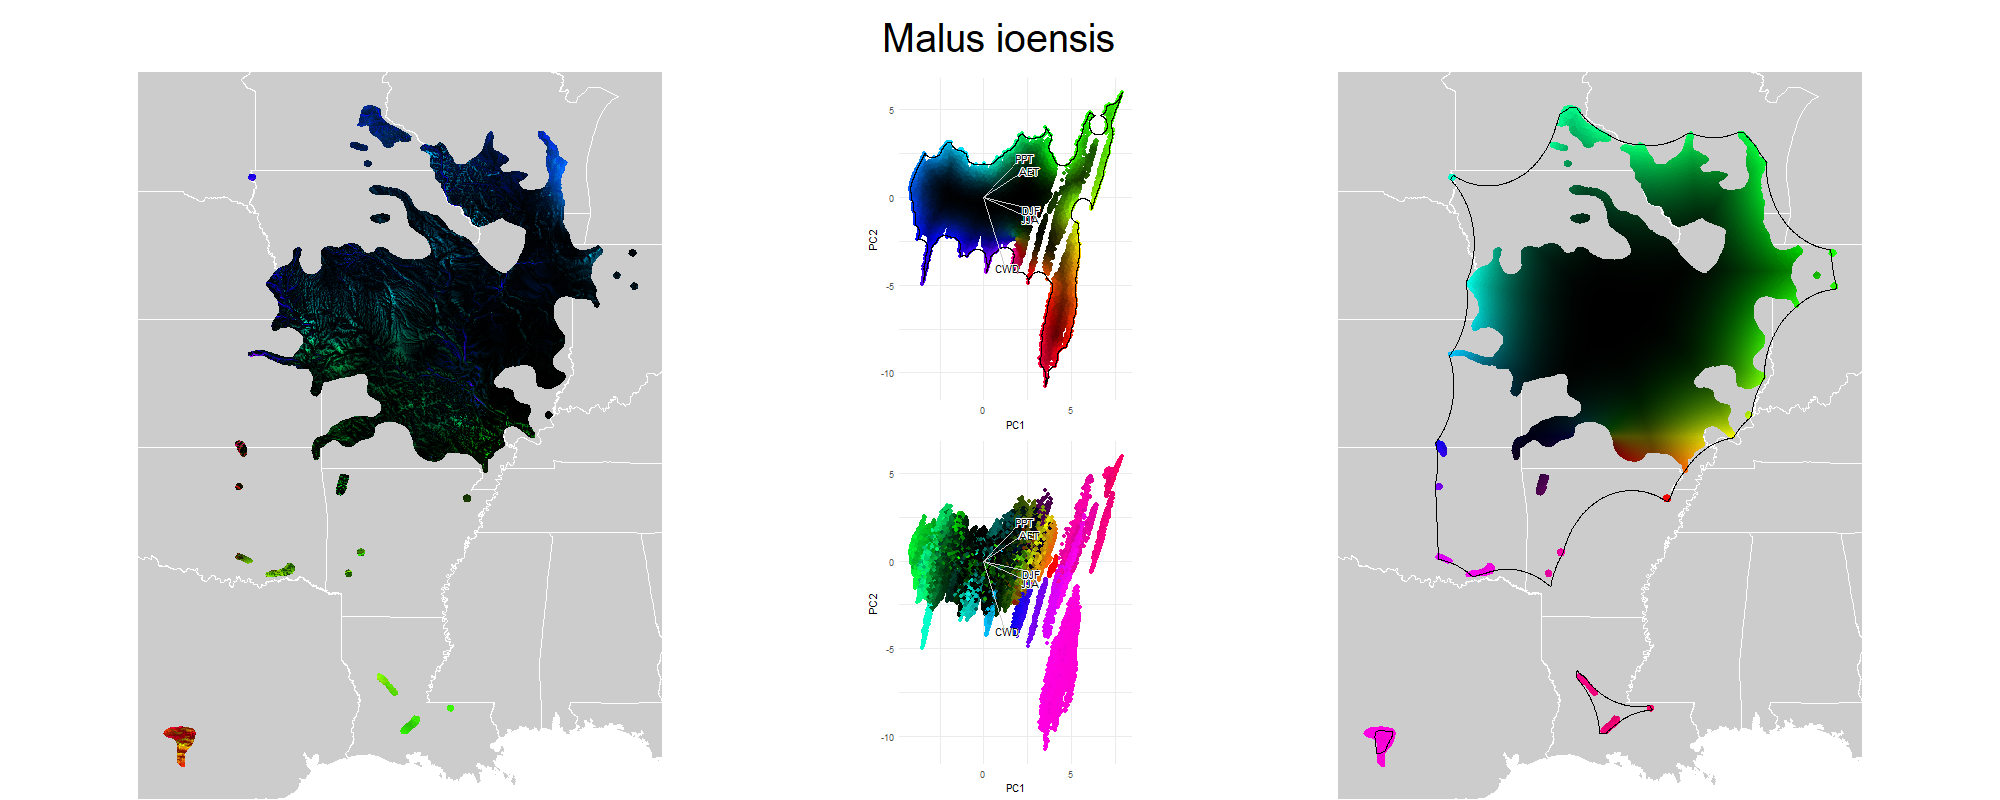 Malus ioensis
5
0
-5
-10
PC2
PPT
AET
DJF
JJA
CWD
0
5
PC1
5
0
-5
-10
PC2
PPT
AET
DJF
JJA
CWD
0
5
PC1